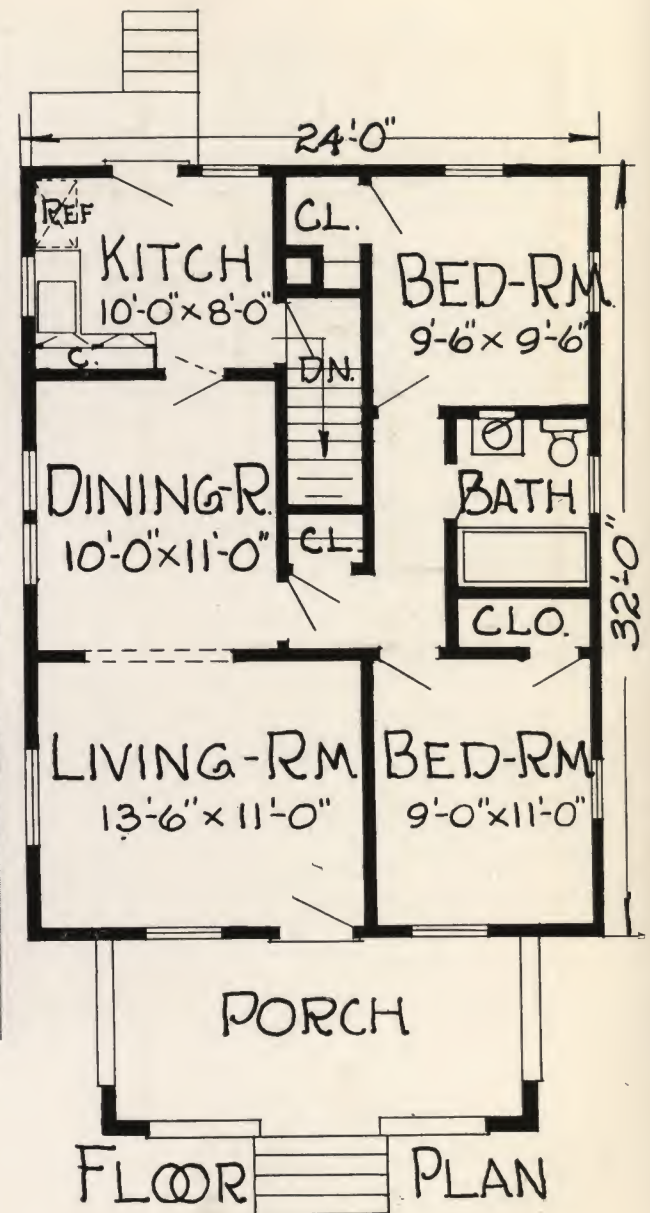 24'-0"
REF
CL.
KITCH
10'-0" x 8'-0"
BED-RM.
9'-6" x 9'-6"
C.
DN.
DINING-R.
10'-0" x 11'-0"
BATH
CL.
32'-0"
CLO.
LIVING-RM
13'-6" x 11'-0"
BED-RM
9'-0" x 11'-0"
PORCH
FLOOR PLAN